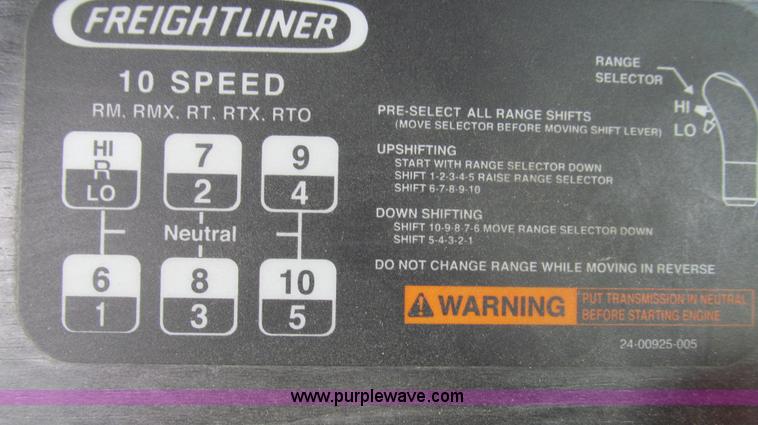 FREIGHTLINER
10 SPEED
RM, RMX, RT, RTX, RTO
HI
R
LO
7
2
9
4
Neutral
6
1
8
3
10
5
RANGE
SELECTOR
HI
LO
PRE-SELECT ALL RANGE SHIFTS
(MOVE SELECTOR BEFORE MOVING SHIFT LEVER)
UPSHIFTING
START WITH RANGE SELECTOR DOWN
SHIFT 1-2-3-4-5 RAISE RANGE SELECTOR
SHIFT 6-7-8-9-10
DOWN SHIFTING
SHIFT 10-9-8-7-6 MOVE RANGE SELECTOR DOWN
SHIFT 5-4-3-2-1
DO NOT CHANGE RANGE WHILE MOVING IN REVERSE
WARNING
PUT TRANSMISSION IN NEUTRAL
BEFORE STARTING ENGINE
24-00925-005
www.purplewave.com